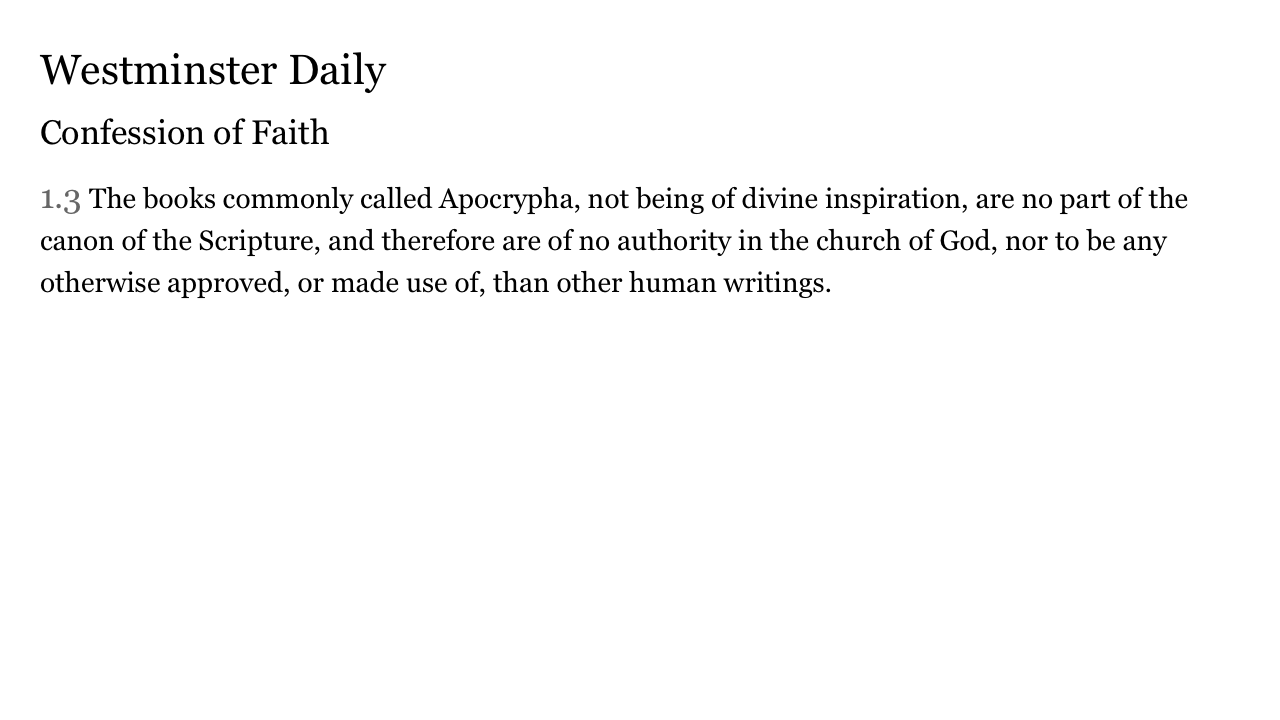 Westminster Daily
Confession of Faith
1.3 The books commonly called Apocrypha, not being of divine inspiration, are no part of the
canon of the Scripture, and therefore are of no authority in the church of God, nor to be any
otherwise approved, or made use of, than other human writings.